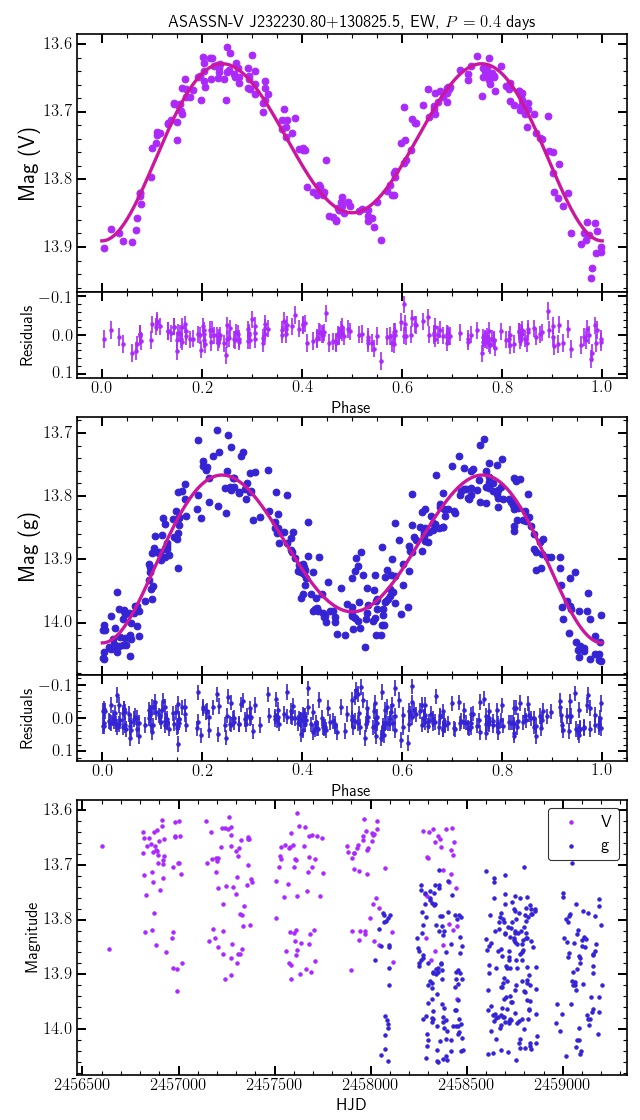 ASASSN-V J232230.80+130825.5, EW, P = 0.4 days
13.6
13.7
13.8
13.9
Mag (V)
−0.1
0.0
0.1
Residuals
0.0 0.2 0.4 0.6 0.8 1.0
Phase
13.7
13.8
13.9
14.0
Mag (g)
−0.1
0.0
0.1
Residuals
0.0 0.2 0.4 0.6 0.8 1.0
Phase
13.6
13.7
13.8
13.9
14.0
Magnitude
V
g
2456500 2457000 2457500 2458000 2458500 2459000
HJD